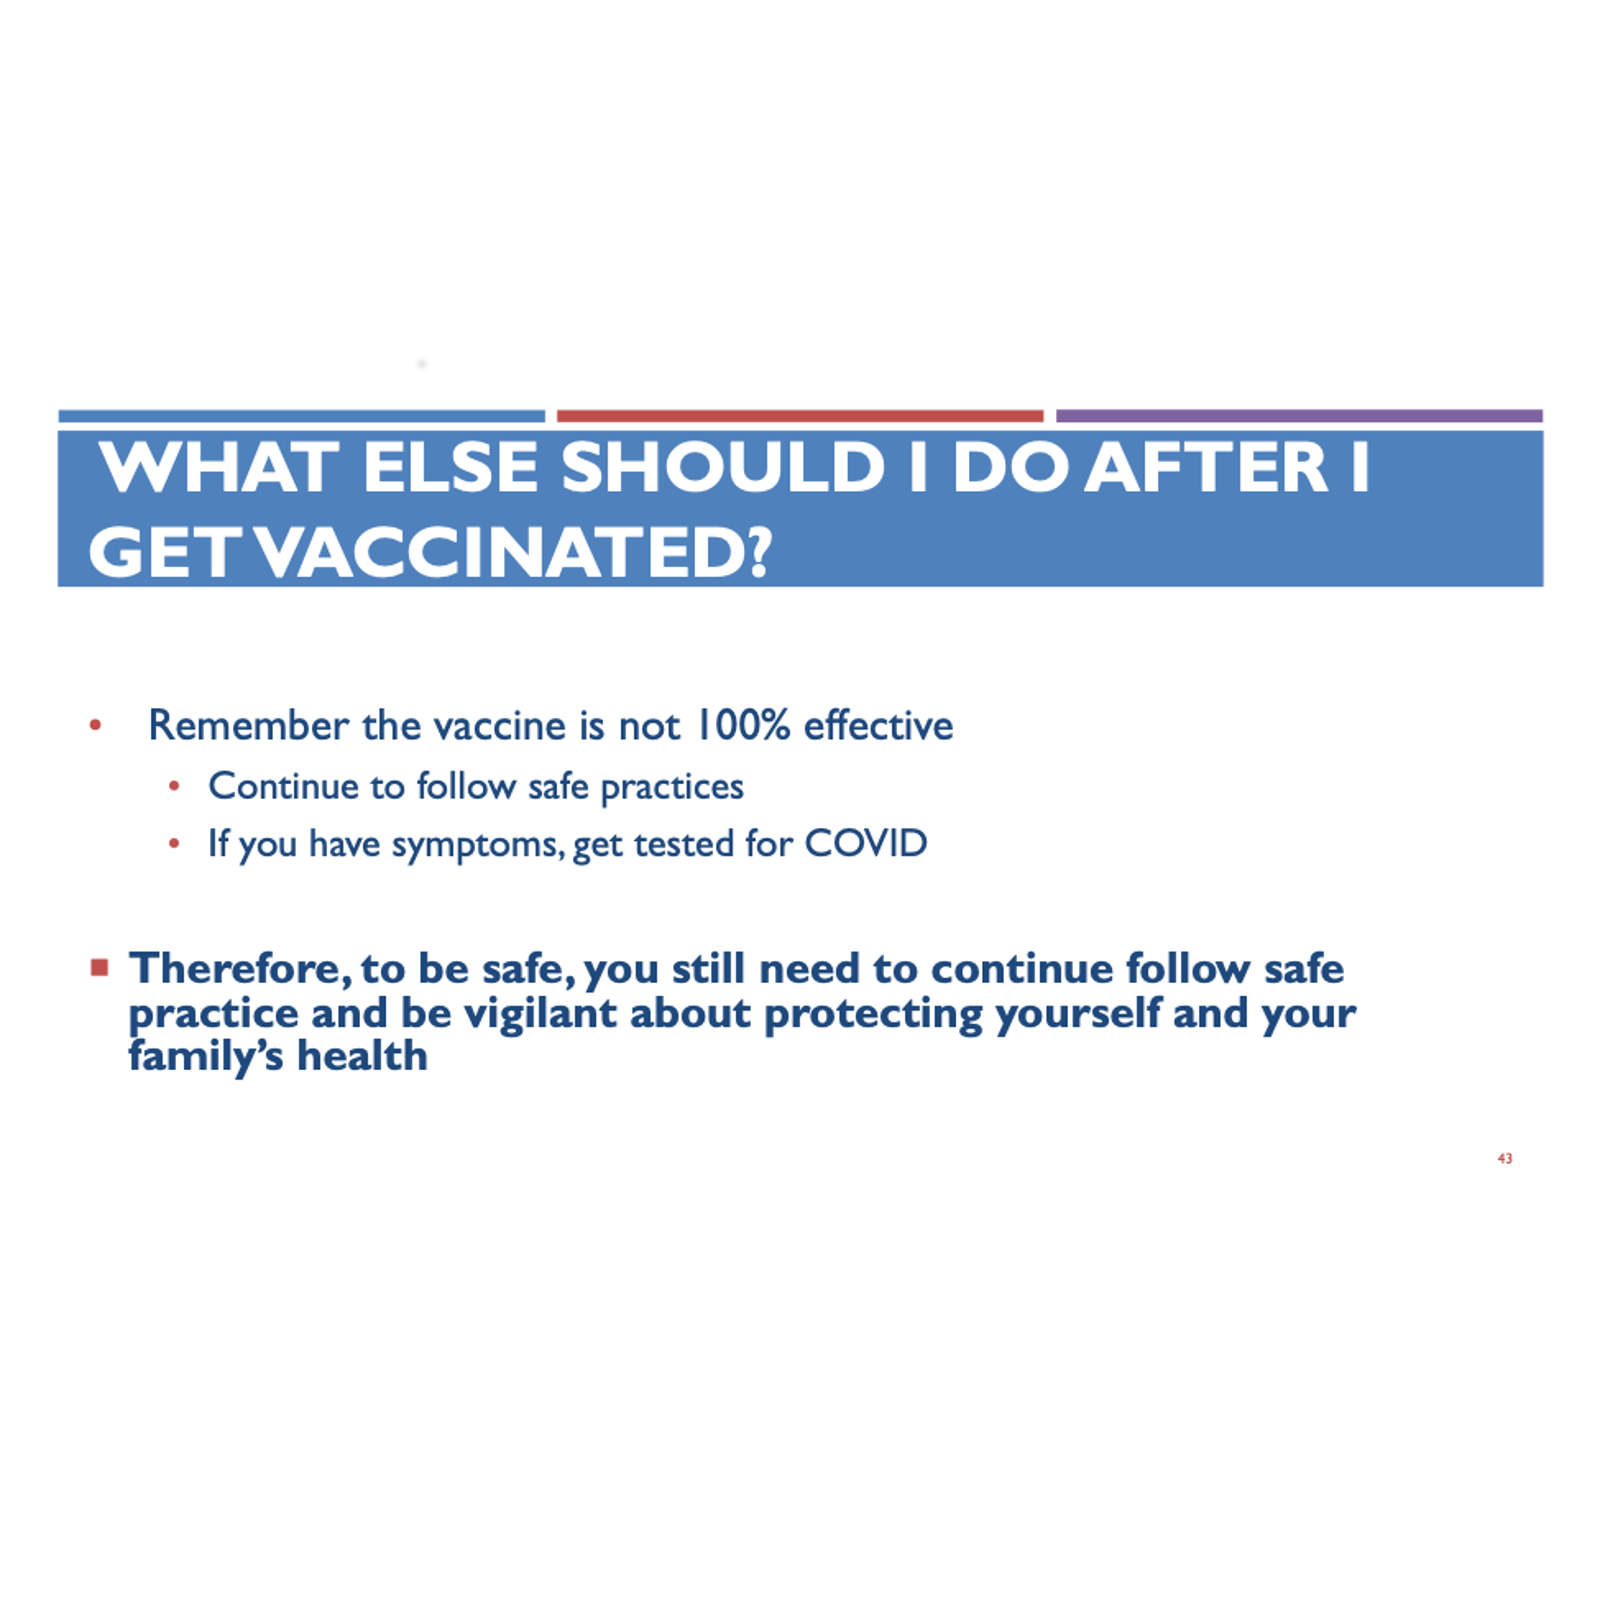 WHAT ELSE SHOULD I DO AFTER I
GET VACCINATED?
• Remember the vaccine is not 100% effective
• Continue to follow safe practices
• If you have symptoms, get tested for COVID
▪ Therefore, to be safe, you still need to continue follow safe
practice and be vigilant about protecting yourself and your
family’s health
43